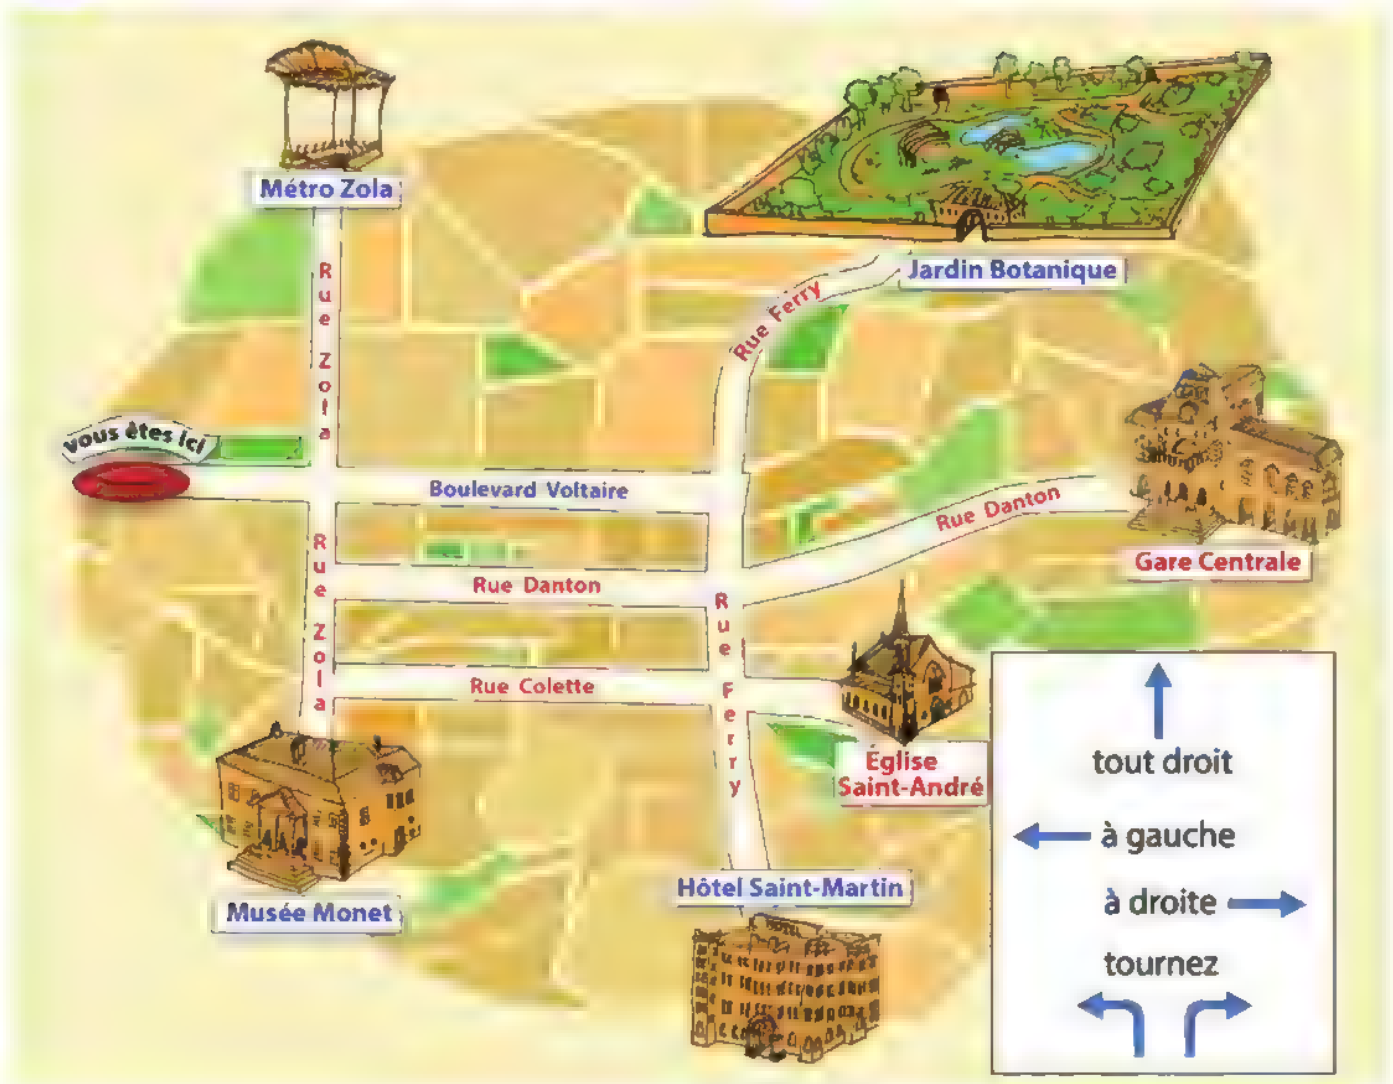 Métro Zola
Jardin Botanique
Rue Zola
Rue Ferry
vous êtes ici
Boulevard Voltaire
Rue Danton
Gare Centrale
Rue Zola
Rue Danton
Rue Ferry
Rue Colette
Église
Saint-André
Musée Monet
Hôtel Saint-Martin
HOTEL
tout droit
à gauche
à droite
tournez